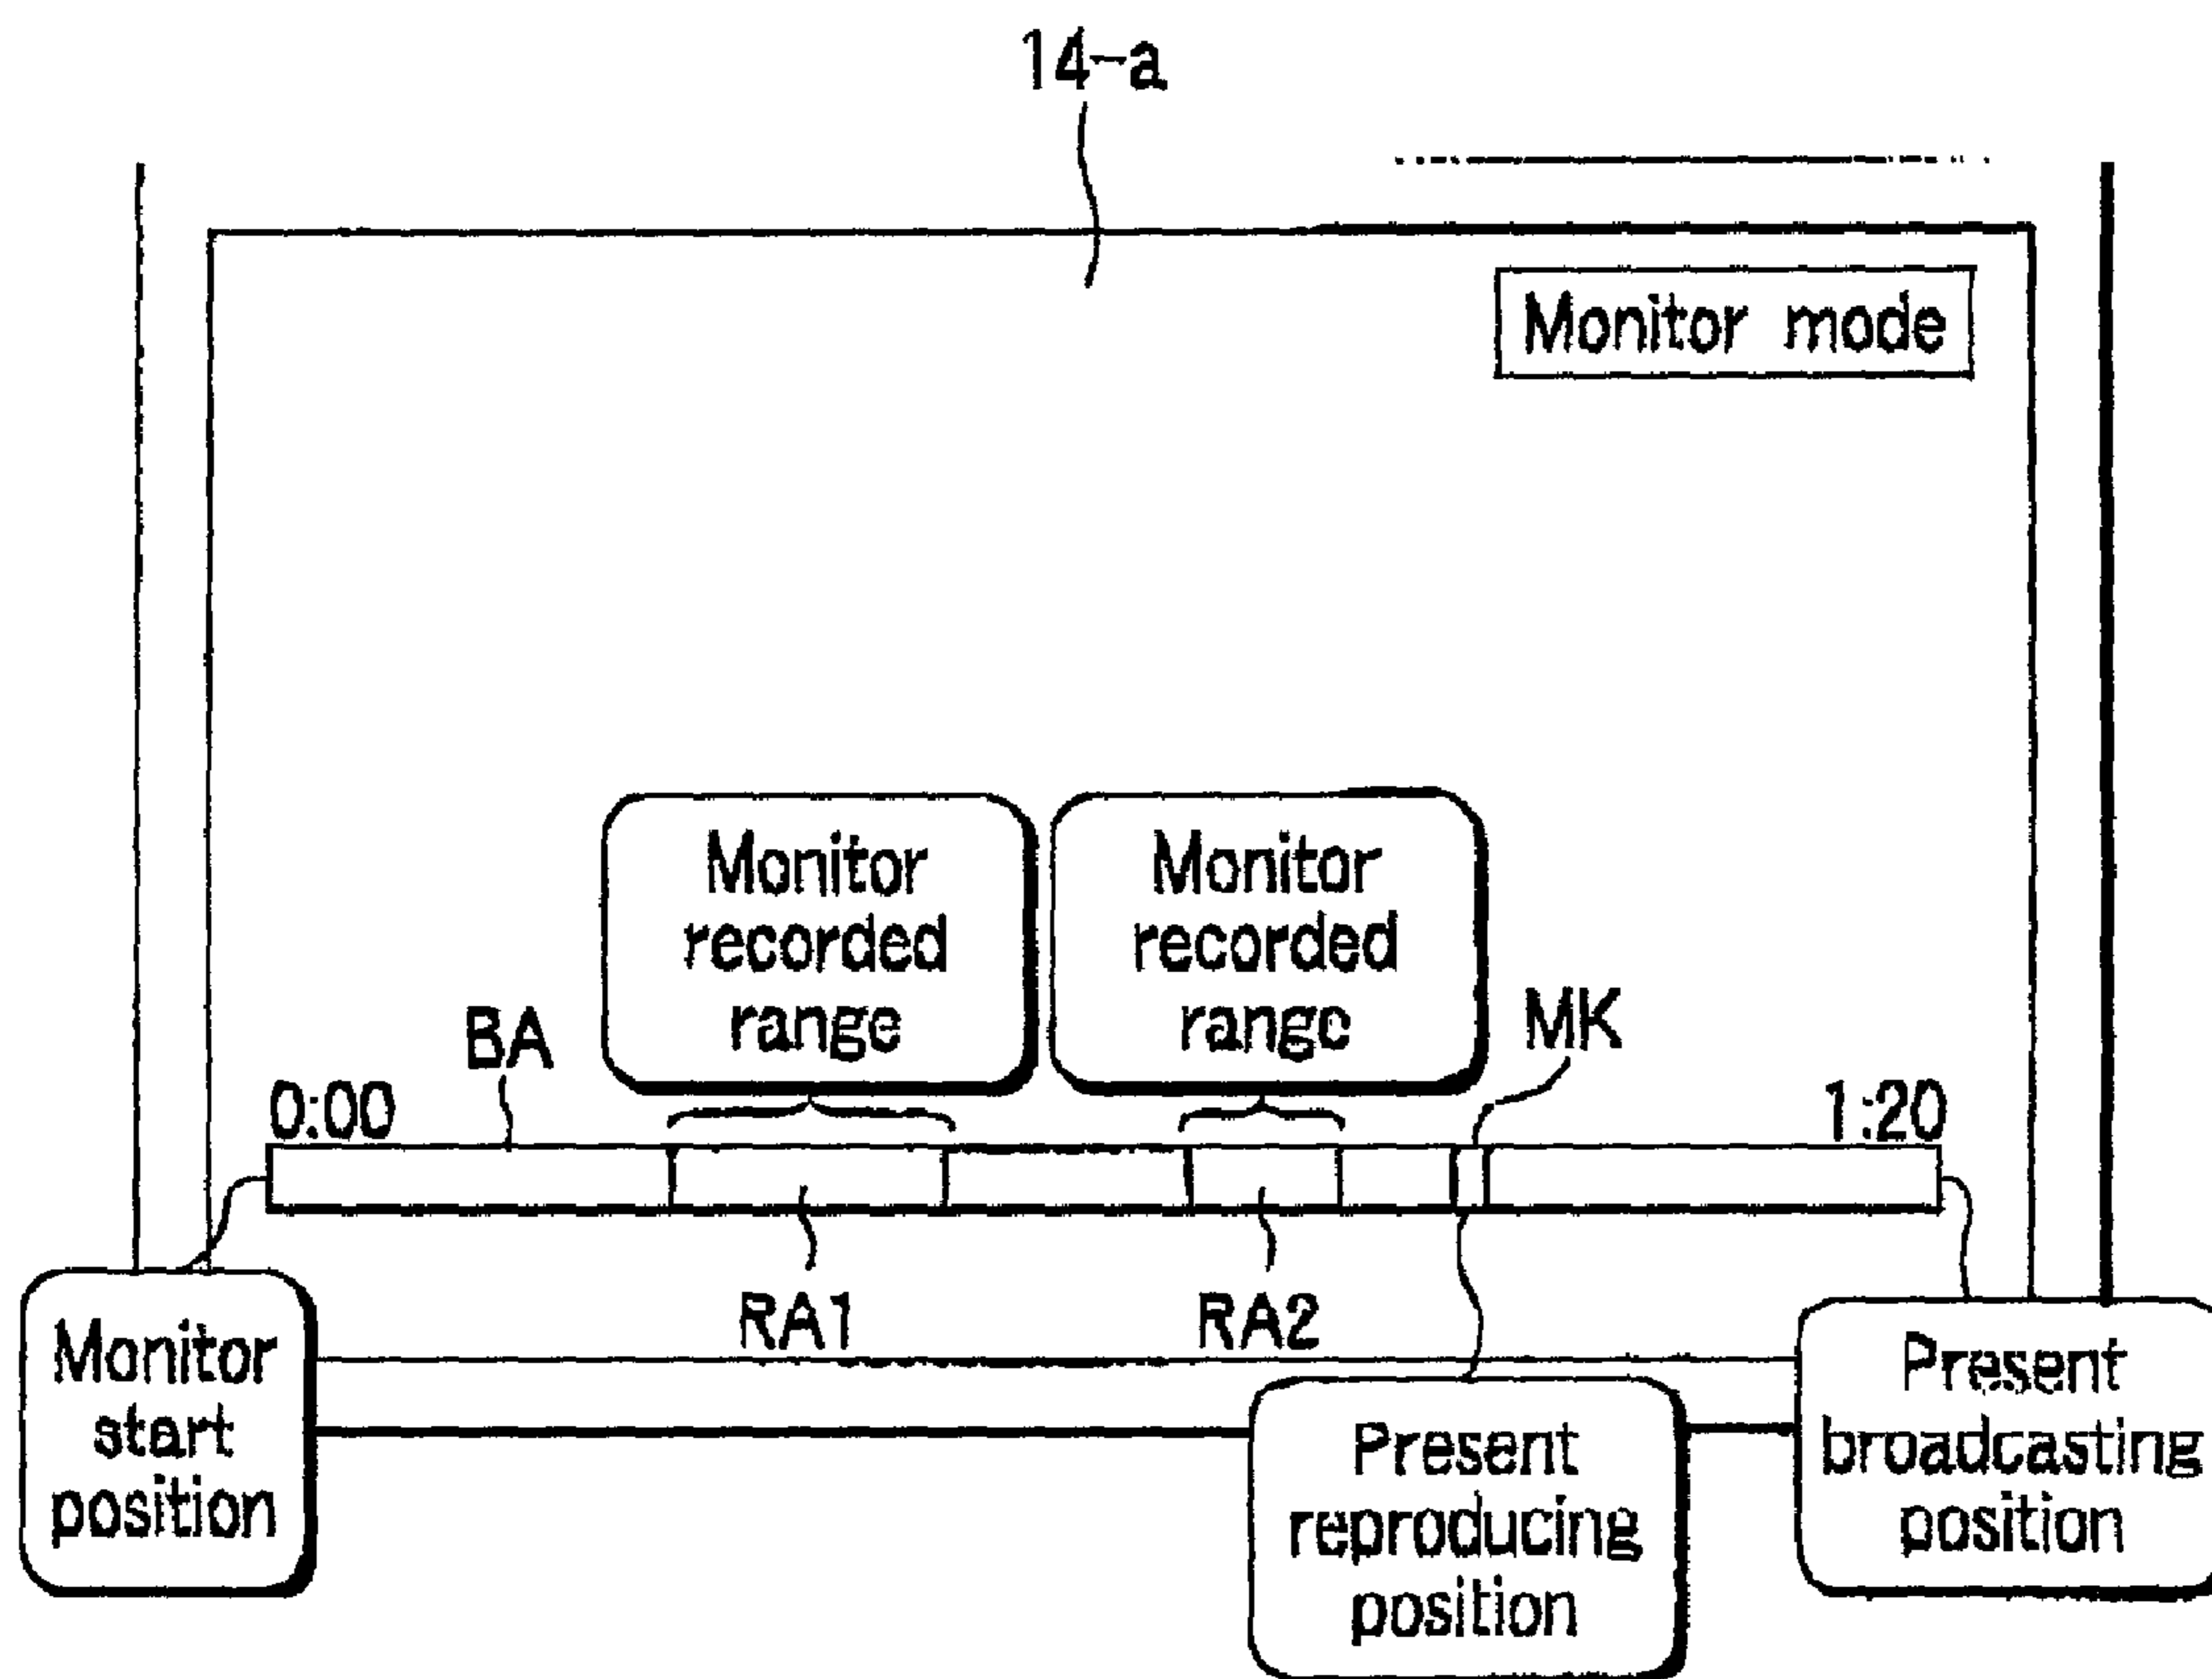 14-a
Monitor mode
Monitor
recorded
range
Monitor
recorded
range
BA
MK
0:00
1:20
RA1
RA2
Monitor
start
position
Present
reproducing
position
Present
broadcasting
position